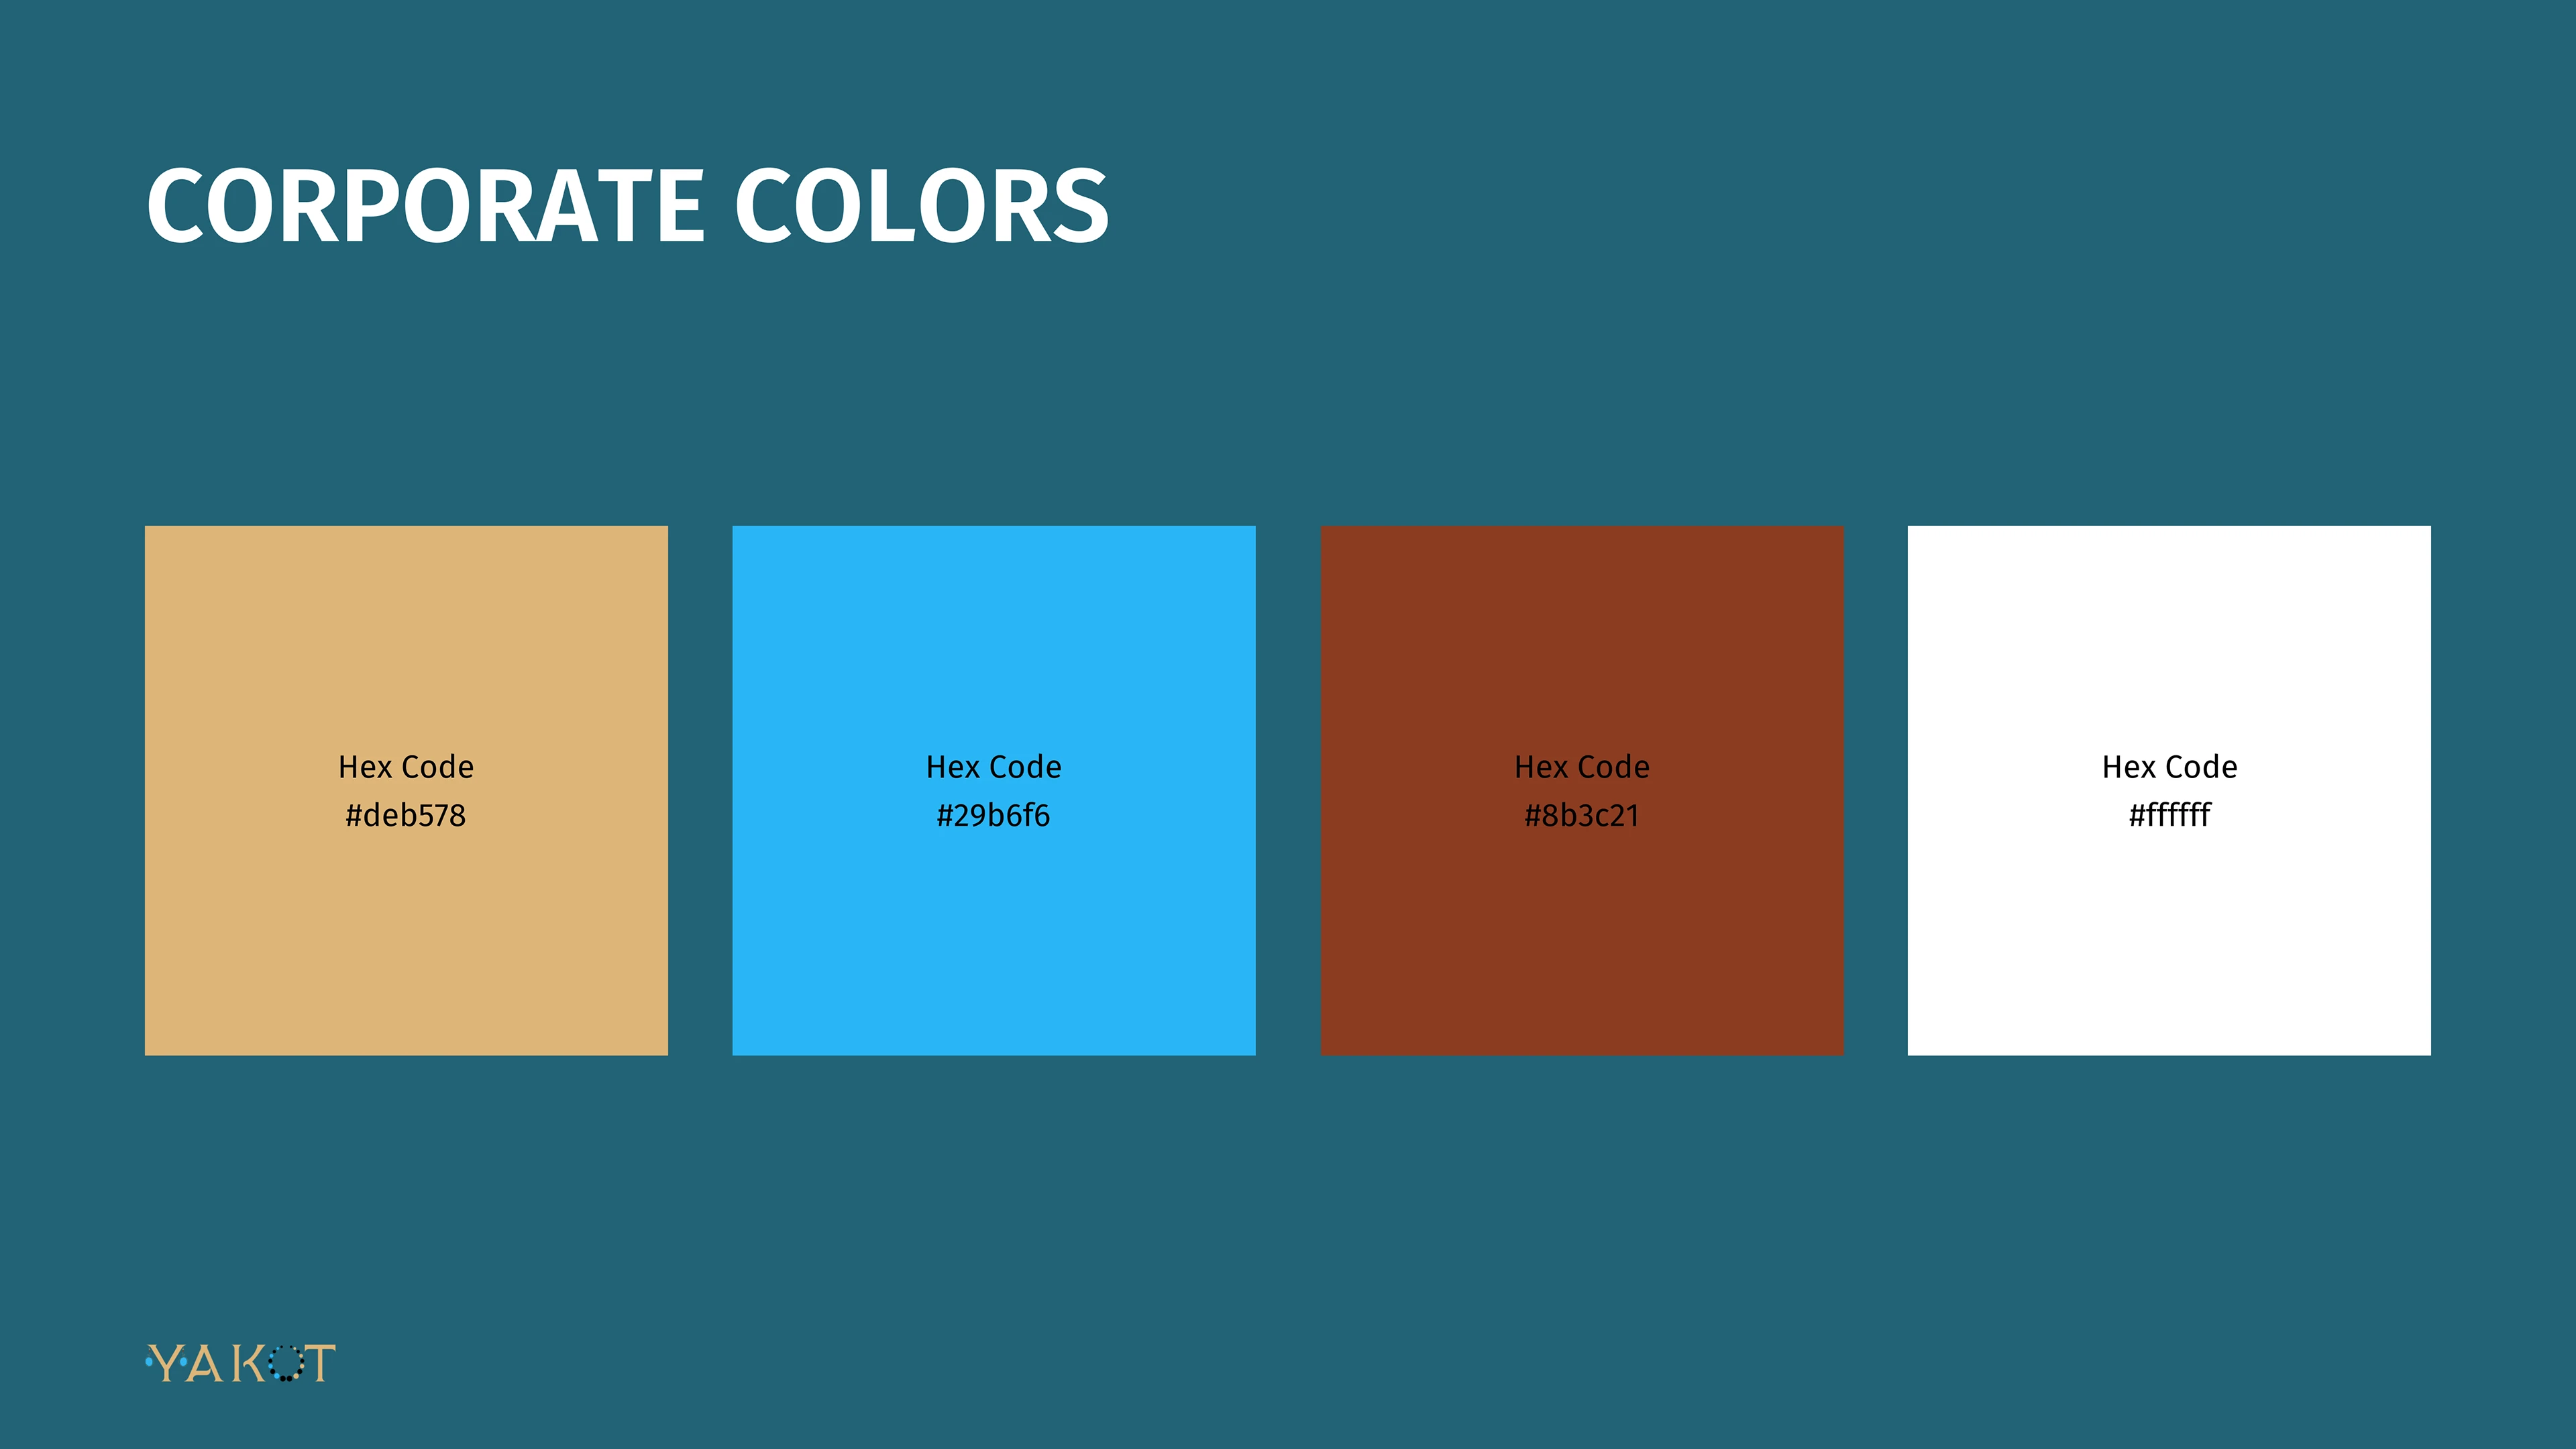 CORPORATE COLORS
Hex Code
#deb578
Hex Code
#29b6f6
Hex Code
#8b3c21
Hex Code
#ffffff
YAKOT